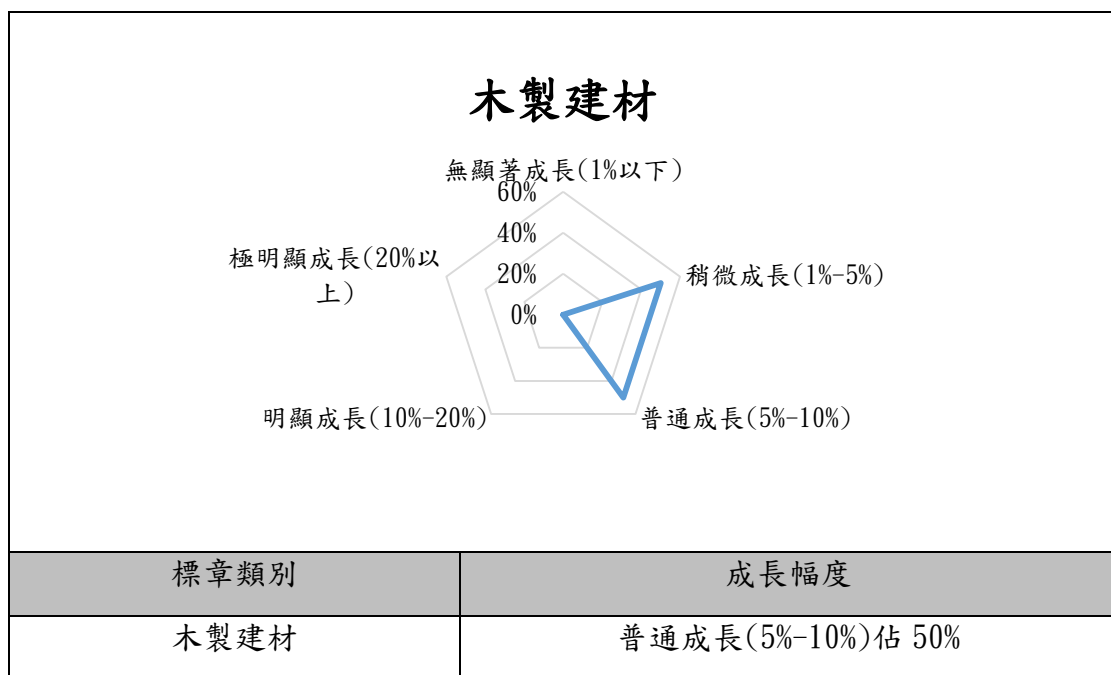 木製建材
無顯著成長(1%以下)
60%
40%
20%
0%
稍微成長(1%-5%)
普通成長(5%-10%)
明顯成長(10%-20%)
極明顯成長(20%以
上)
標章類別 成長幅度
木製建材 普通成長(5%-10%)佔 50%